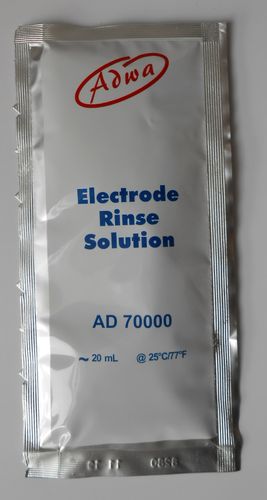 Adwa
Electrode
Rinse
Solution
AD 70000
~ 20 mL @ 25°C/77°F